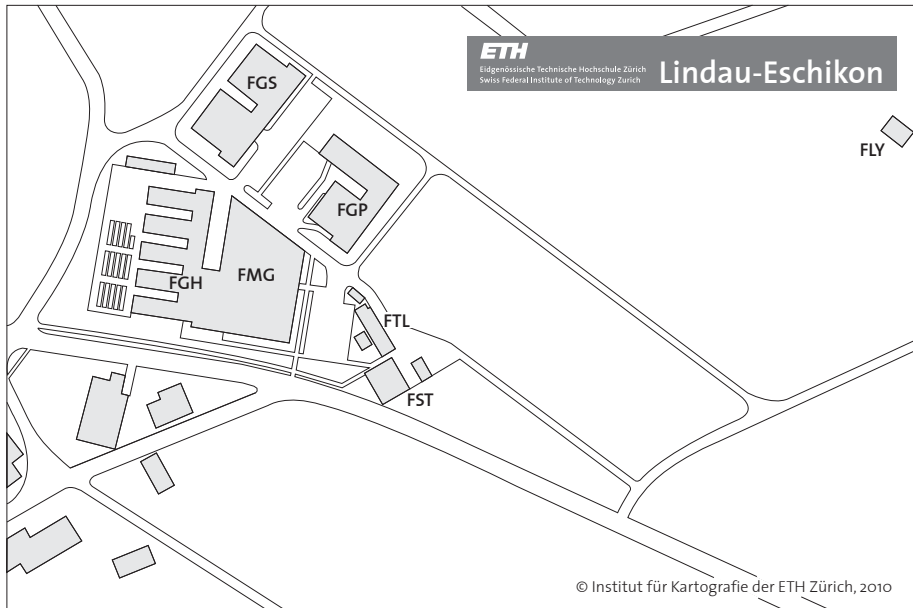 ETH
Eidgenössische Technische Hochschule Zürich
Swiss Federal Institute of Technology Zurich
Lindau-Eschikon
FGS
FLY
FGP
FGH
FMG
FTL
FST
© Institut für Kartografie der ETH Zürich, 2010